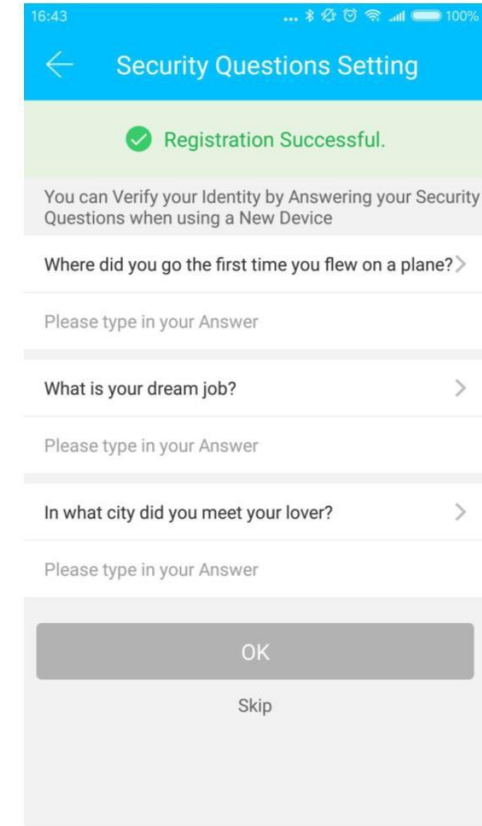 16:43 ... 100%
Security Questions Setting
Registration Successful.
You can Verify your Identity by Answering your Security
Questions when using a New Device
Where did you go the first time you flew on a plane?
Please type in your Answer
What is your dream job?
Please type in your Answer
In what city did you meet your lover?
Please type in your Answer
OK
Skip